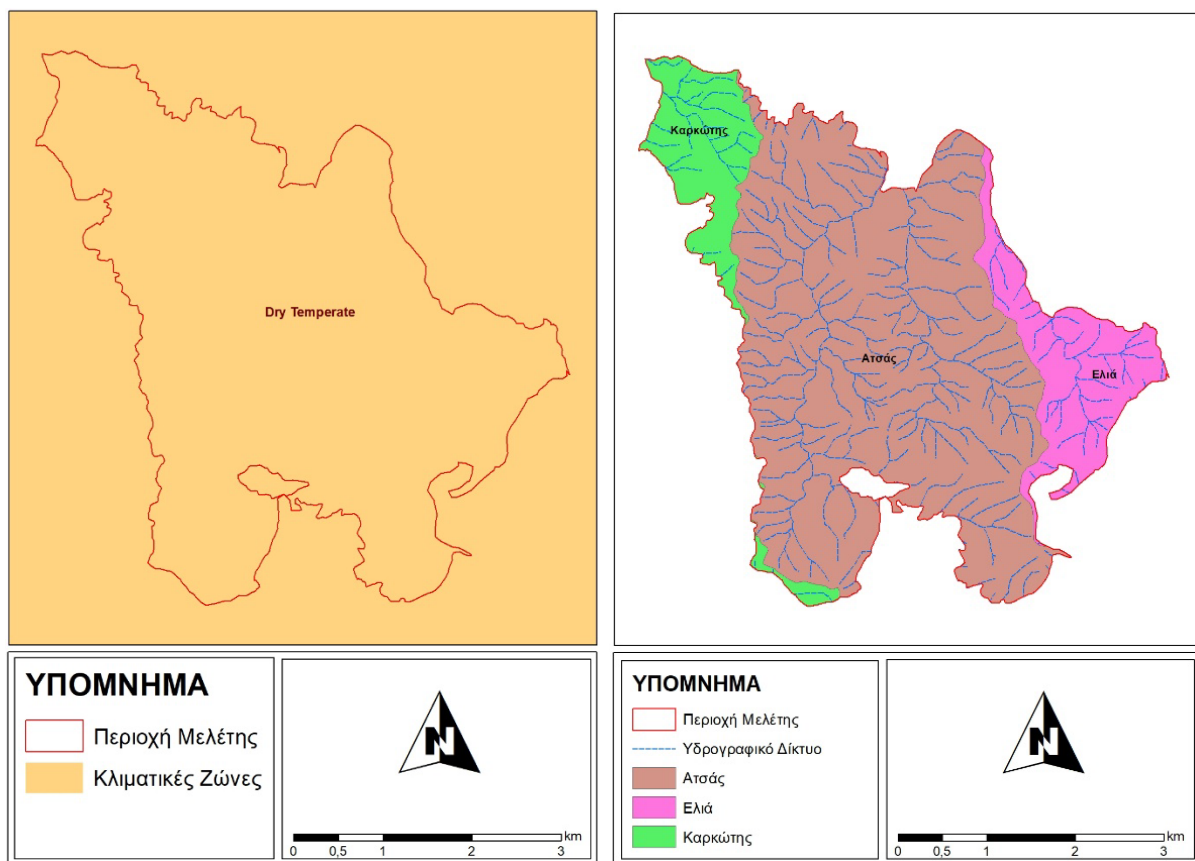 Dry Temperate
ΥΠΟΜΝΗΜΑ
Περιοχή Μελέτης
Κλιματικές Ζώνες
N
km
0 0,5 1 2 3
Καρκώτης
Ατσάς
Ελιά
ΥΠΟΜΝΗΜΑ
Περιοχή Μελέτης
Υδρογραφικό Δίκτυο
Ατσάς
Ελιά
Καρκώτης
N
km
0 0,5 1 2 3